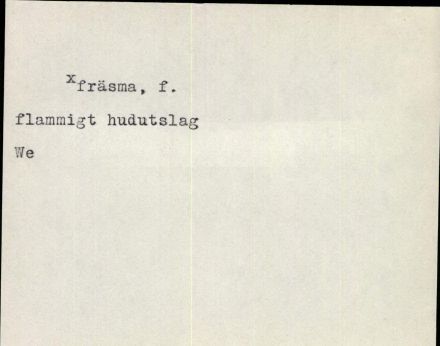 xfräsma, f.
flammigt hudutslag
We